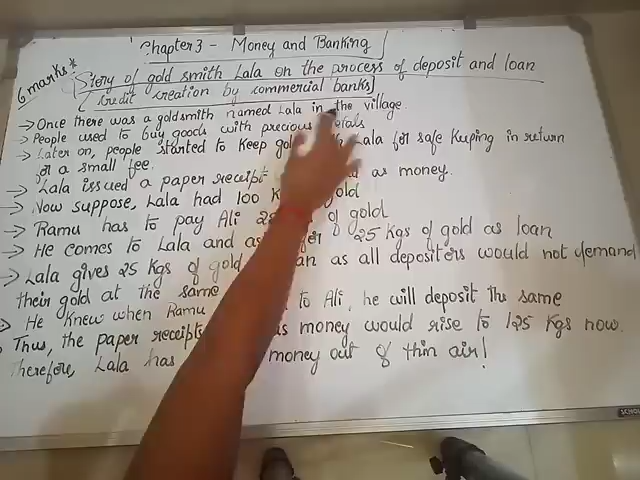 Chapter 3 - Money and Banking
6 marks*
Story of gold smith Lala on the process of deposit and loan
[Credit creation by commercial banks]
→ Once there was a goldsmith named Lala in the village.
→ People used to buy goods with precious
→ Later on, people started to keep Lala for safe keeping in return
for a small fee.
→ Lala issued a paper receipt as money.
→ Now suppose, Lala had 100 gold
→ Ramu has to pay Ali of gold
→ He comes to Lala and 25 Kgs of gold as loan
→ Lala gives 25 Kgs of gold as all depositers would not demand
their gold at the same
→ He knew when Ramu to Ali, he will deposit the same
Thus, the paper receipts money would rise to 125 Kgs now.
Therefore, Lala has money out of thin air!